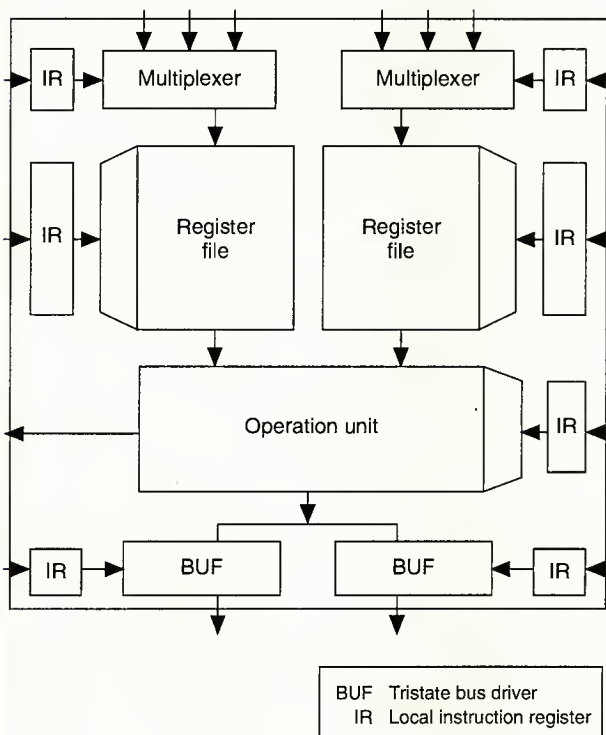 IR
Multiplexer
Multiplexer
IR
IR
Register
file
Register
file
IR
Operation unit
IR
IR
BUF
BUF
IR
BUF Tristate bus driver
IR Local instruction register